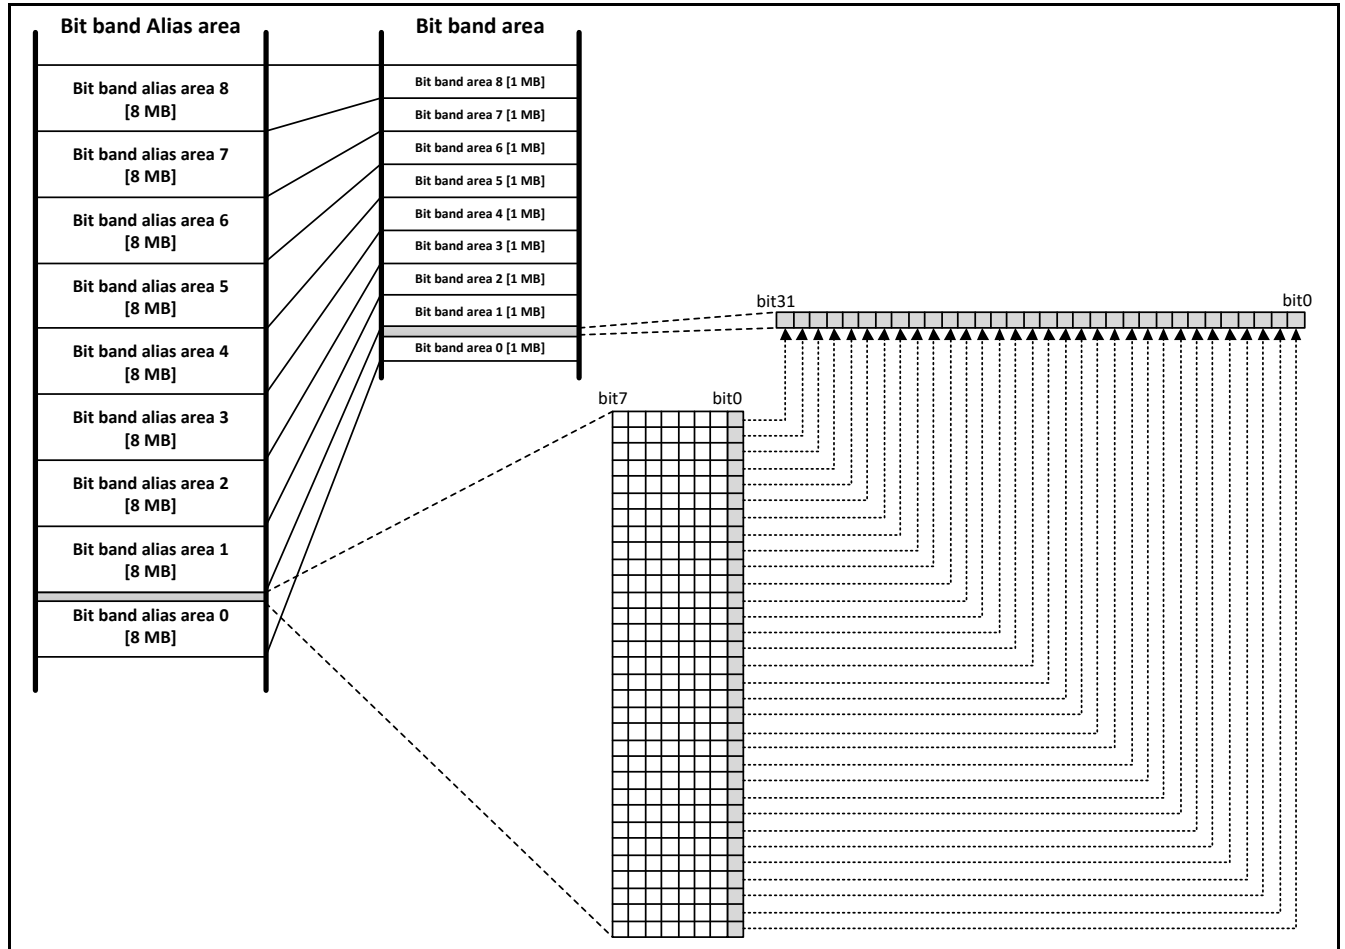 Bit band Alias area
Bit band alias area 8
[8 MB]
Bit band alias area 7
[8 MB]
Bit band alias area 6
[8 MB]
Bit band alias area 5
[8 MB]
Bit band alias area 4
[8 MB]
Bit band alias area 3
[8 MB]
Bit band alias area 2
[8 MB]
Bit band alias area 1
[8 MB]
Bit band alias area 0
[8 MB]
Bit band area
Bit band area 8 [1 MB]
Bit band area 7 [1 MB]
Bit band area 6 [1 MB]
Bit band area 5 [1 MB]
Bit band area 4 [1 MB]
Bit band area 3 [1 MB]
Bit band area 2 [1 MB]
Bit band area 1 [1 MB]
Bit band area 0 [1 MB]
bit31 bit0
bit7 bit0